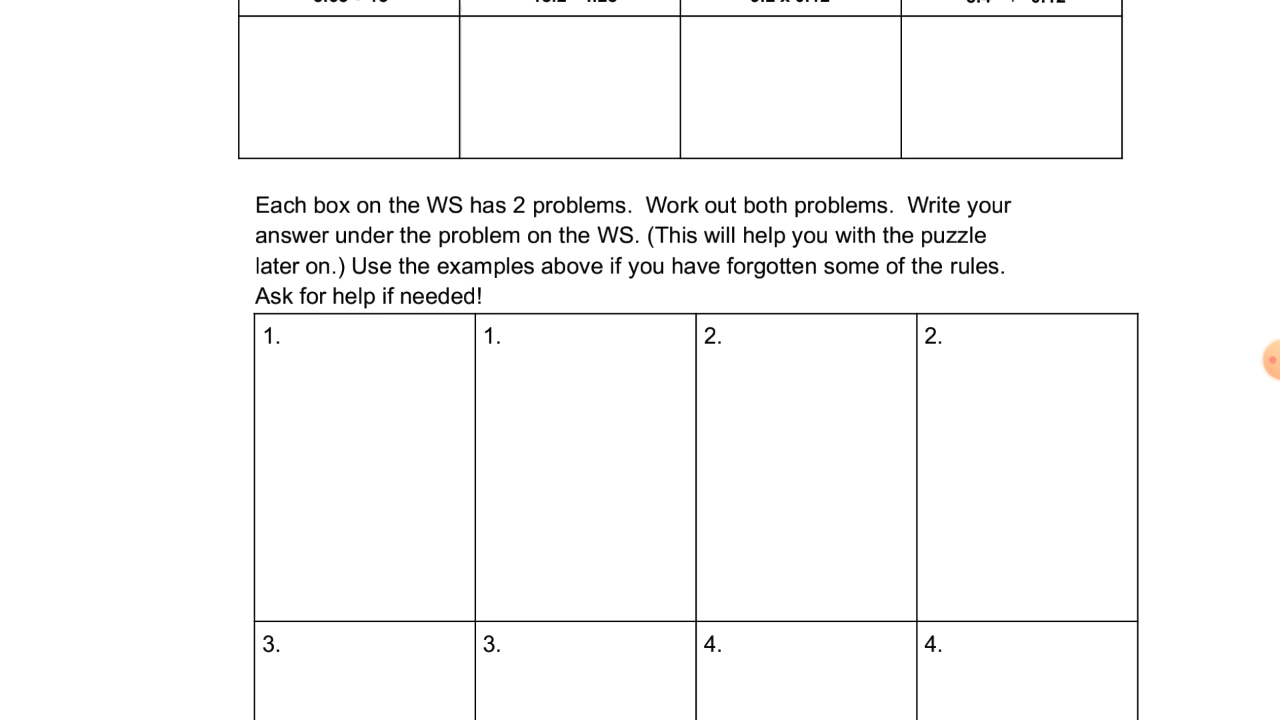 Each box on the WS has 2 problems.  Work out both problems.  Write your
answer under the problem on the WS. (This will help you with the puzzle
later on.) Use the examples above if you have forgotten some of the rules.
Ask for help if needed!
1. 1. 2. 2.
3. 3. 4. 4.